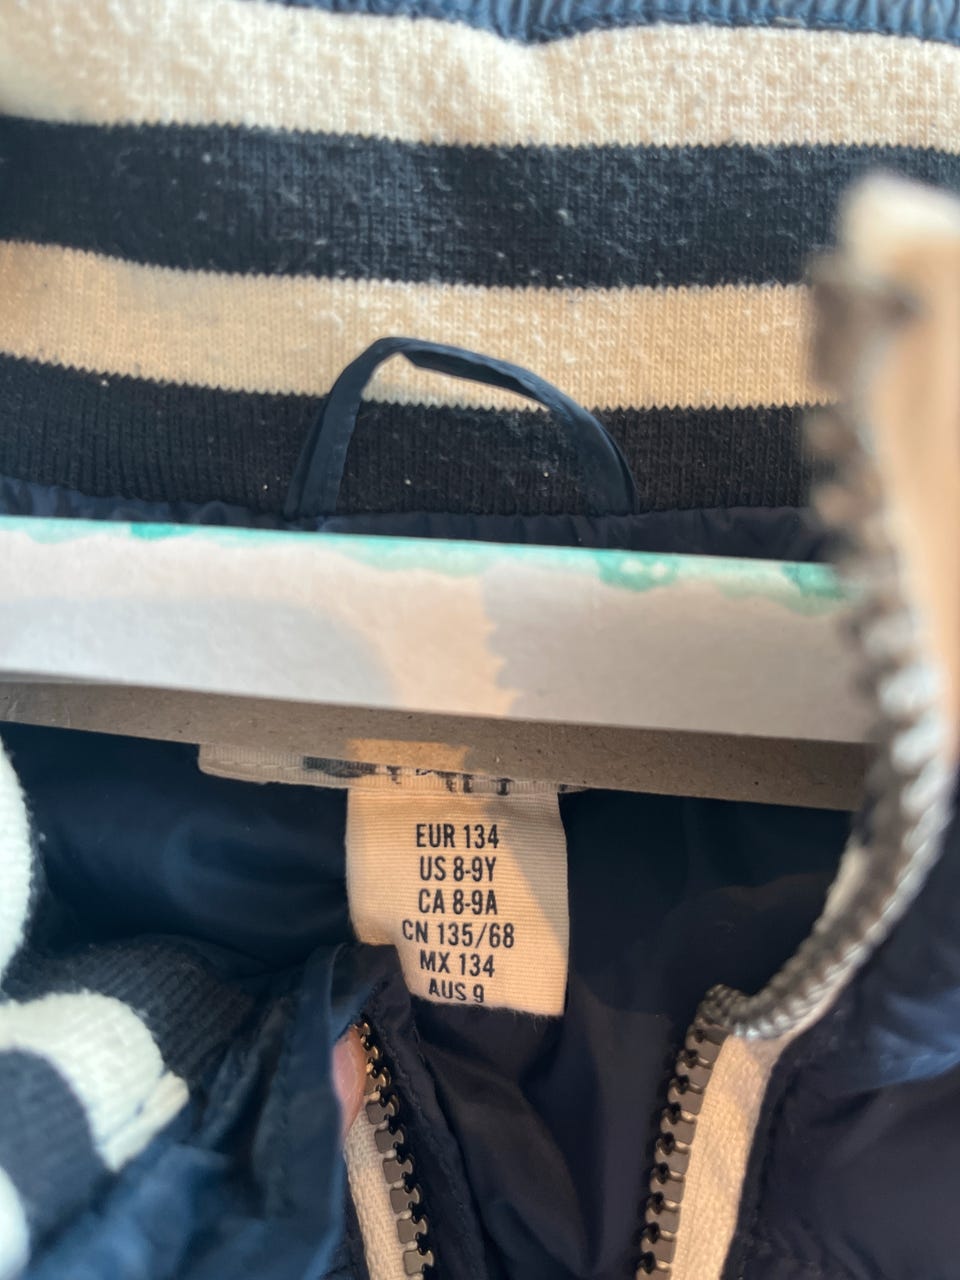 EUR 134
US 8-9Y
CA 8-9A
CN 135/68
MX 134
AUS 9